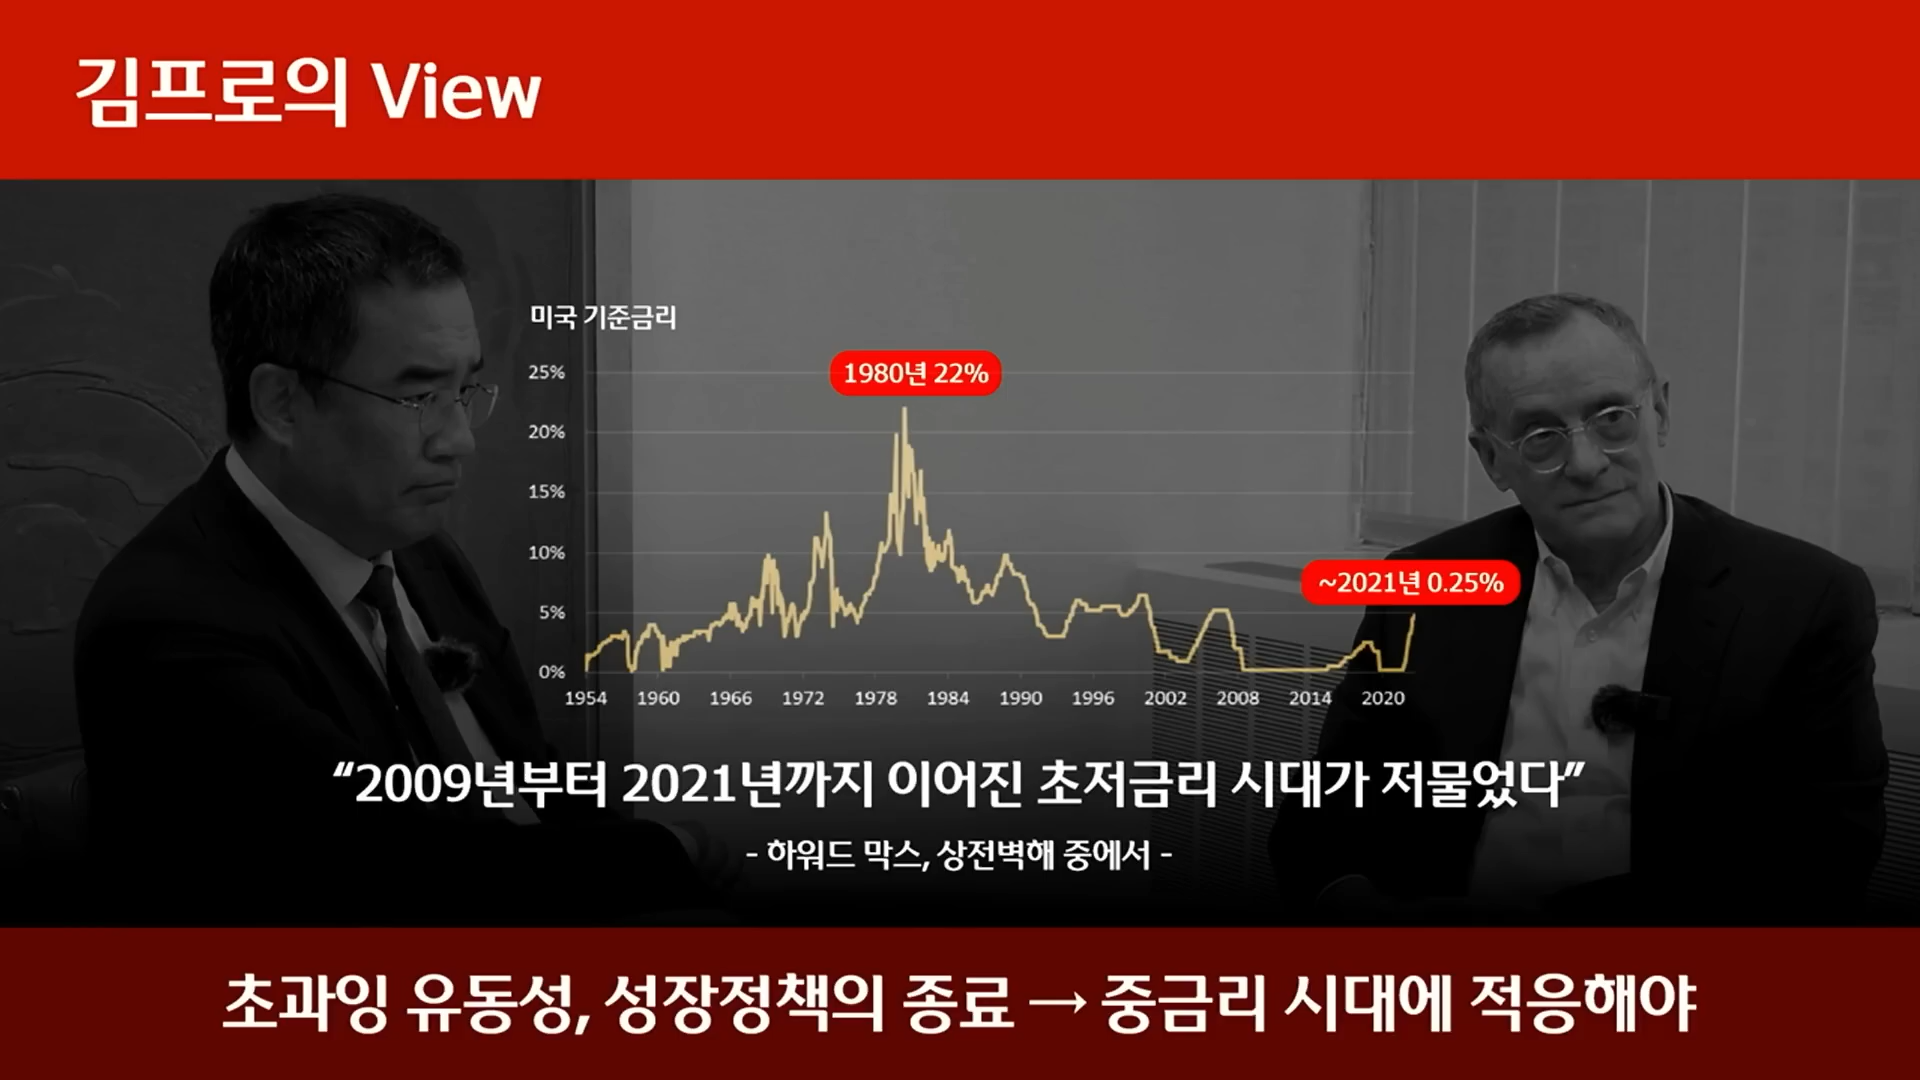 김프로의 View
미국 기준금리
25%
1980년 22%
20%
15%
10%
~2021년 0.25%
5%
0%
1954 1960 1966 1972 1978 1984 1990 1996 2002 2008 2014 2020
“2009년부터 2021년까지 이어진 초저금리 시대가 저물었다”
- 하워드 막스, 상전벽해 중에서 -
초과잉 유동성, 성장정책의 종료 → 중금리 시대에 적응해야